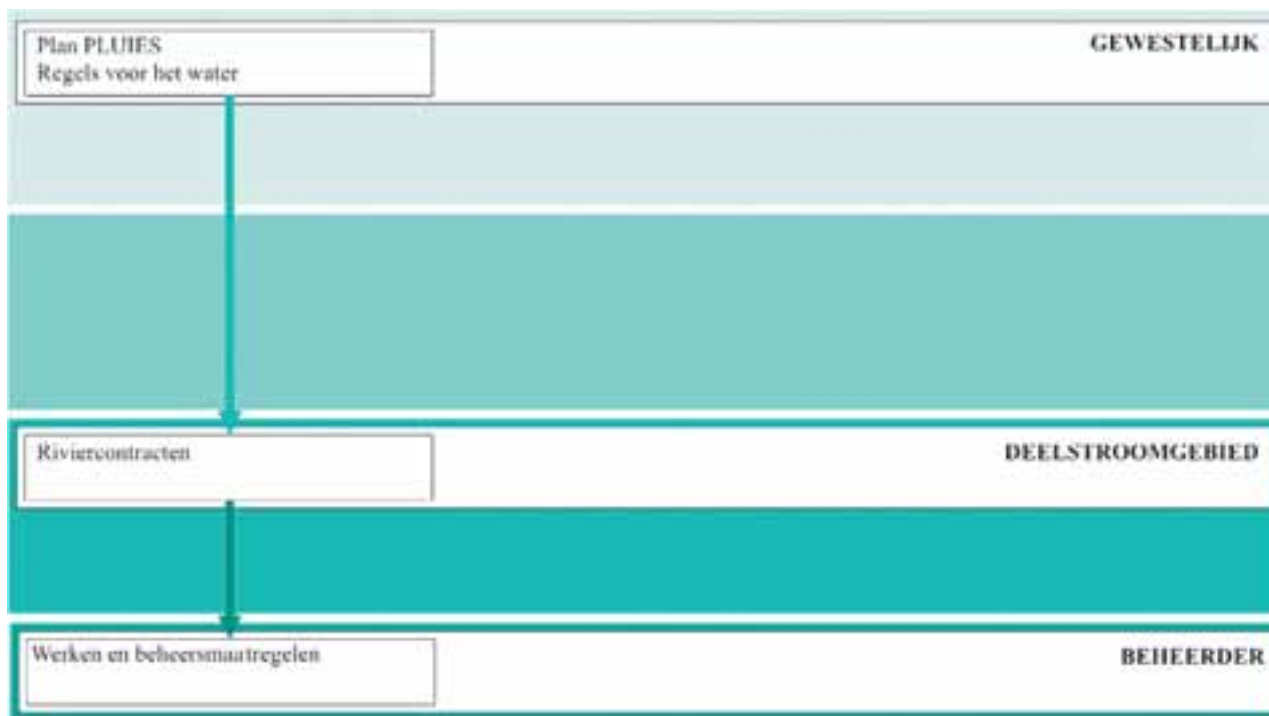 Plan PLUIES
Regels voor het water
GEWESTELIJK
Riviercontracten
DEELSTROOMGEBIED
Werken en beheersmaatregelen
BEHEERDER